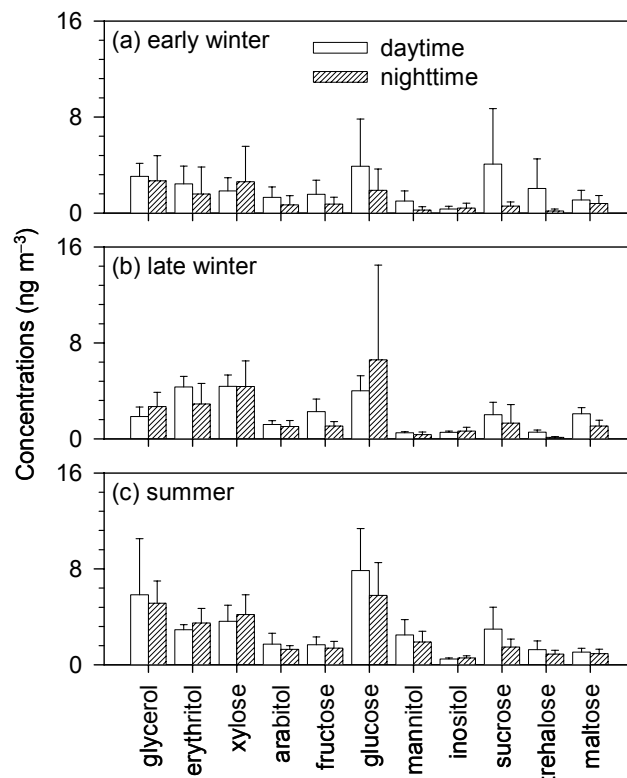 16
(a) early winter
daytime
nighttime
8
0
16
(b) late winter
8
0
16
(c) summer
8
0
Concentrations (ng m⁻³)
glycerol
erythritol
xylose
arabitol
fructose
glucose
mannitol
inositol
sucrose
trehalose
maltose